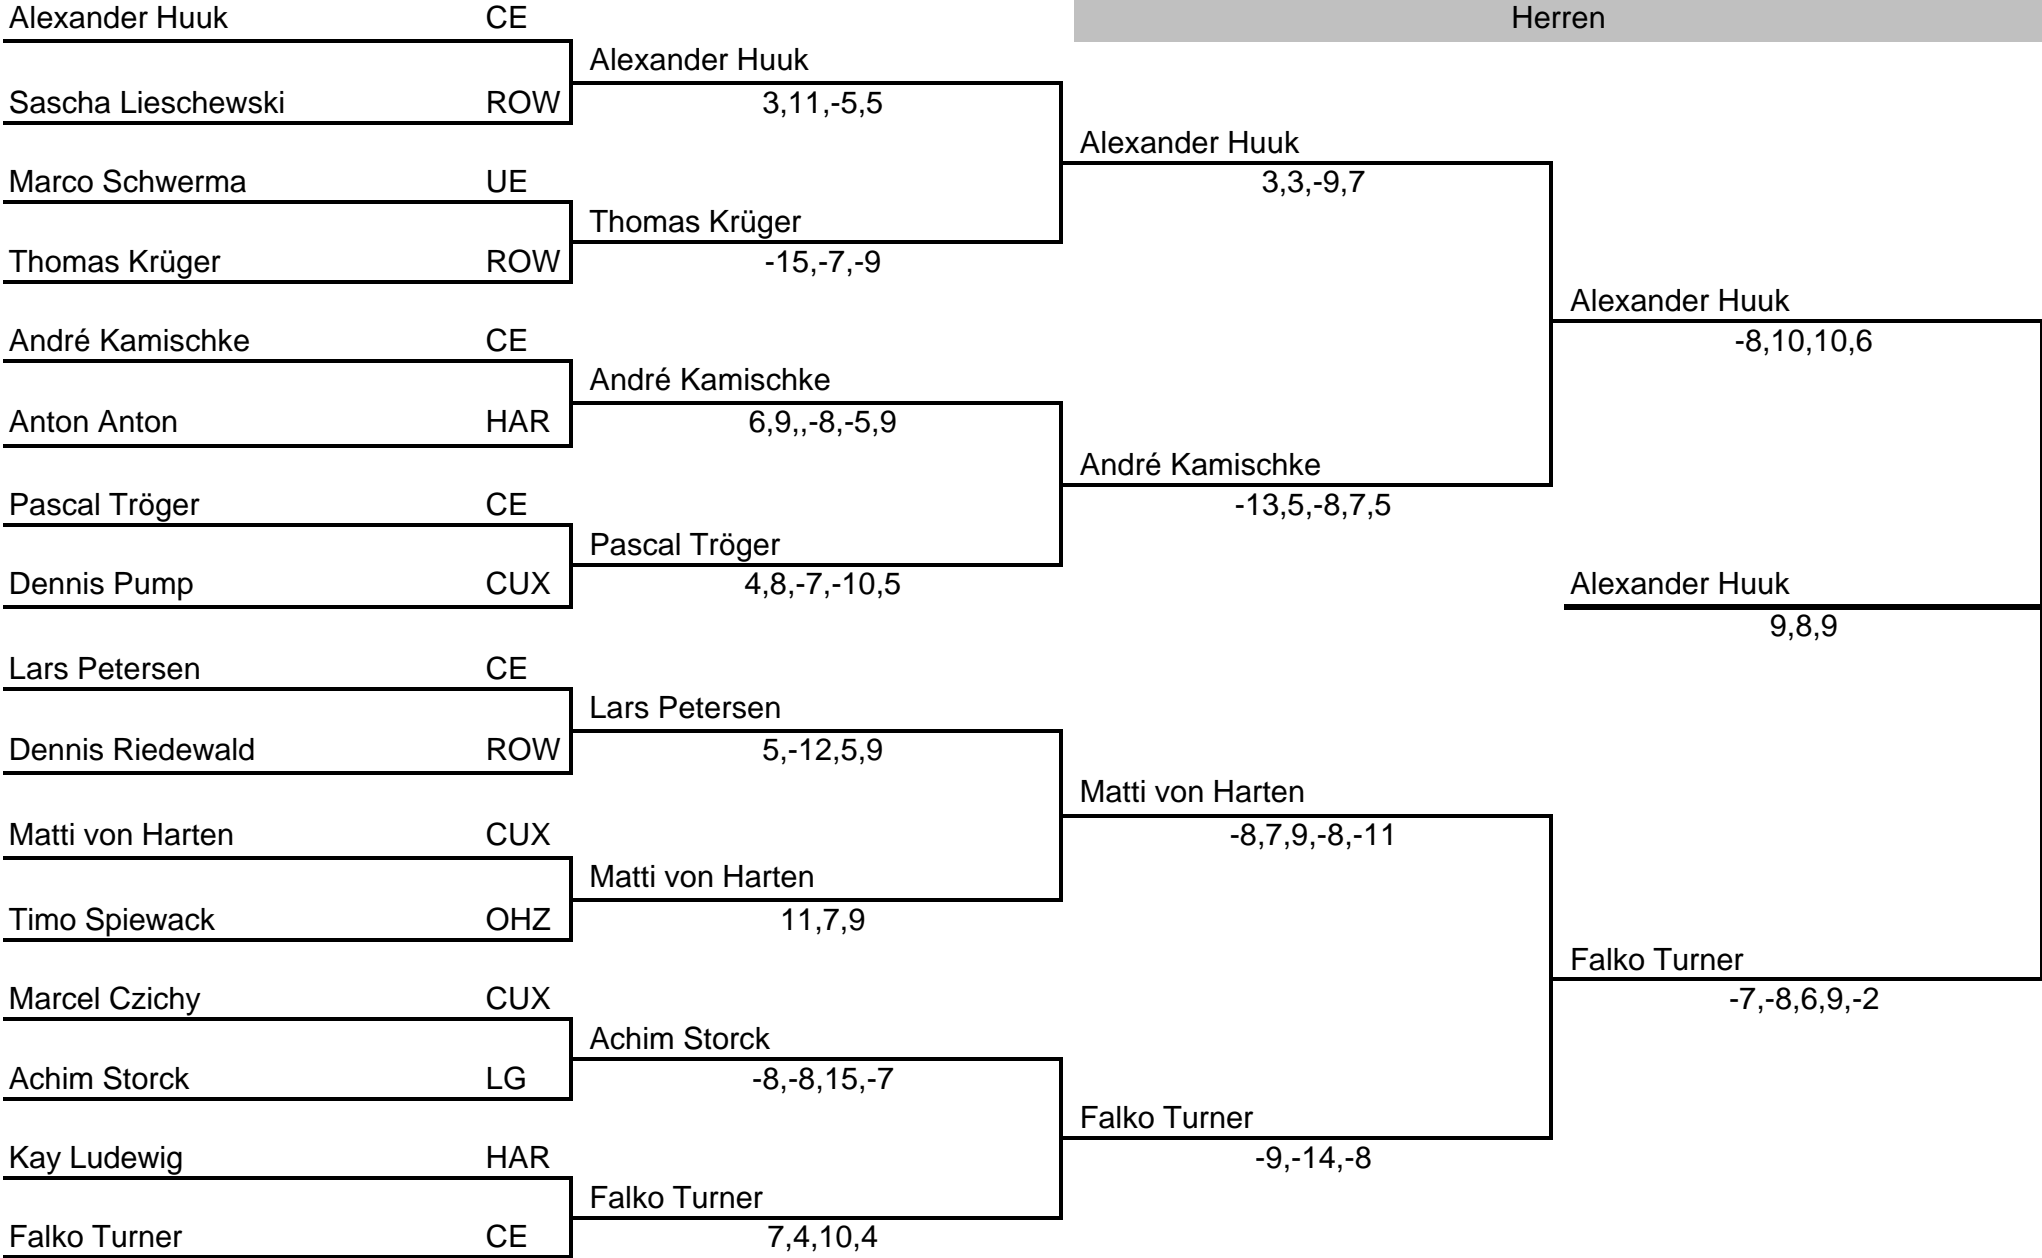 Alexander Huuk CE
Herren
Alexander Huuk
Sascha Lieschewski ROW
3,11,-5,5
Alexander Huuk
Marco Schwerma UE
3,3,-9,7
Thomas Krüger
Thomas Krüger ROW
-15,-7,-9
Alexander Huuk
André Kamischke CE
-8,10,10,6
André Kamischke
Anton Anton HAR
6,9,,-8,-5,9
André Kamischke
Pascal Tröger CE
-13,5,-8,7,5
Pascal Tröger
Dennis Pump CUX
4,8,-7,-10,5
Alexander Huuk
9,8,9
Lars Petersen CE
Lars Petersen
Dennis Riedewald ROW
5,-12,5,9
Matti von Harten
Matti von Harten CUX
-8,7,9,-8,-11
Matti von Harten
Timo Spiewack OHZ
11,7,9
Falko Turner
Marcel Czichy CUX
-7,-8,6,9,-2
Achim Storck
Achim Storck LG
-8,-8,15,-7
Falko Turner
Kay Ludewig HAR
-9,-14,-8
Falko Turner
Falko Turner CE
7,4,10,4